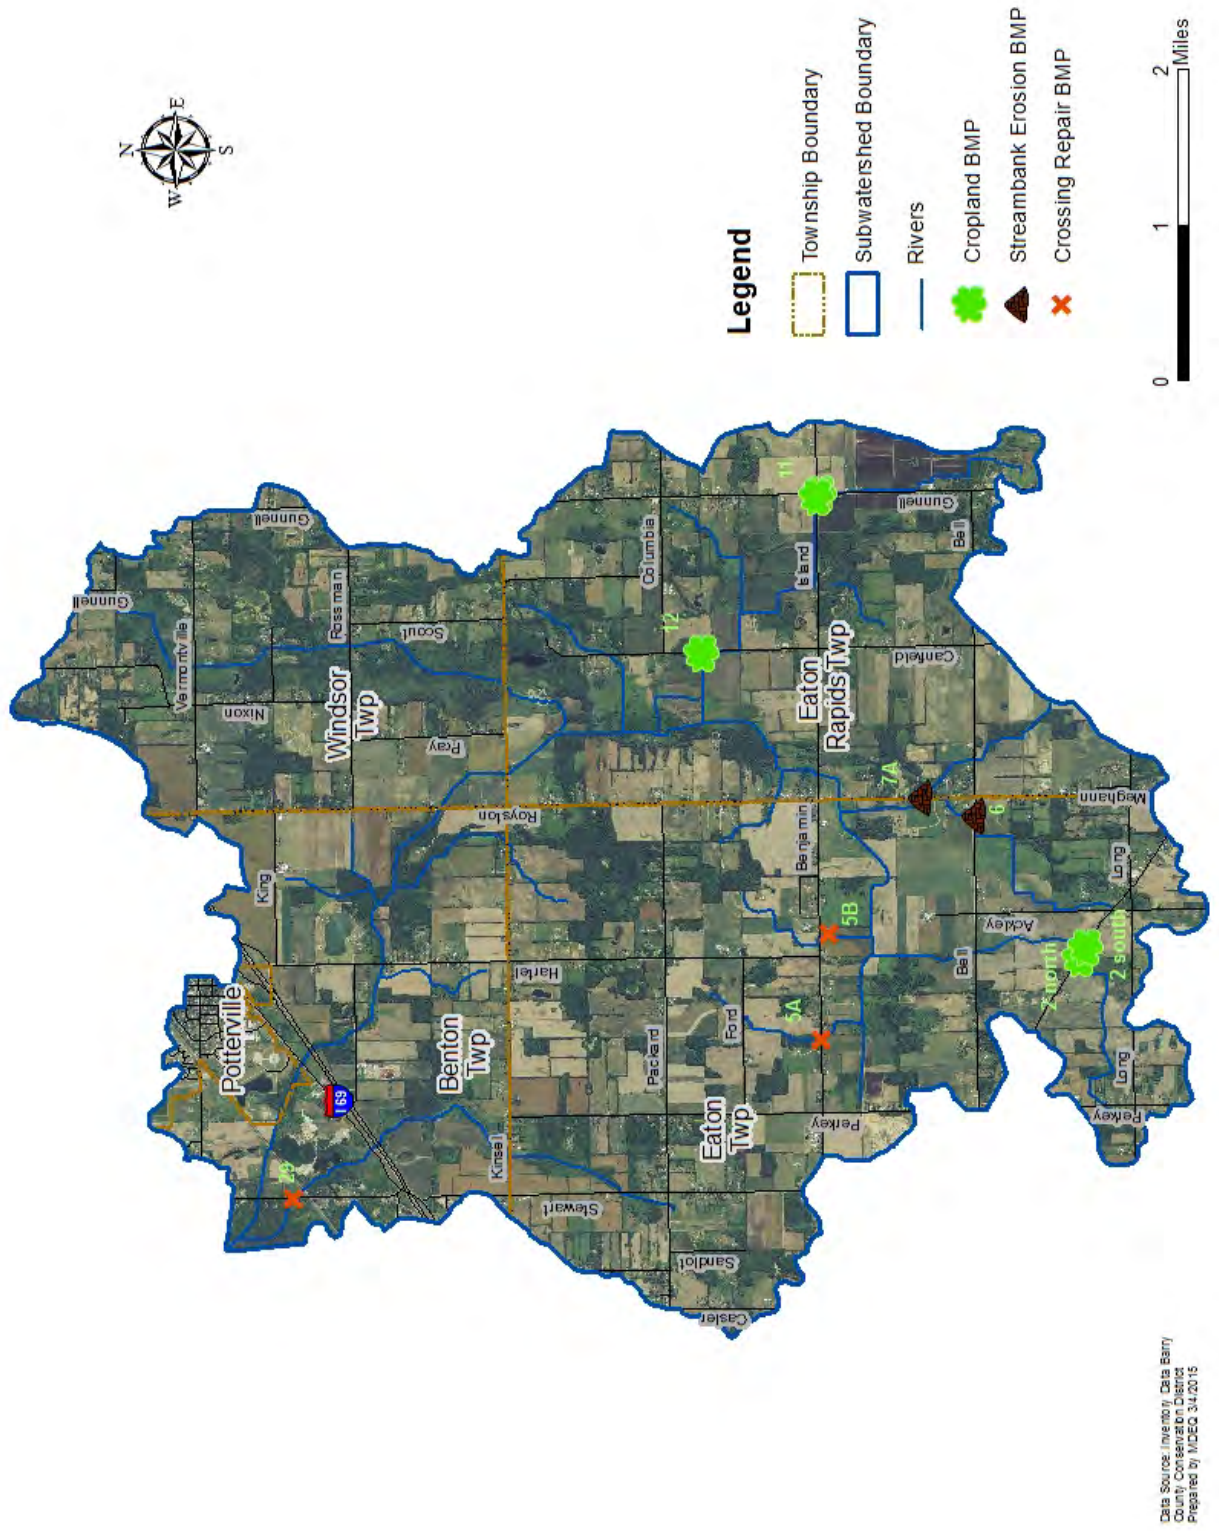 N
W
E
S
Potterville
I 69
29
King
Vermontville
Gunnell
Gunnell
Nixon
Rossman
Scout
Windsor
Twp
Pray
Royston
Benton
Twp
Hartel
Kinsel
Stewart
Columbia
12
11
Island
Gunnell
Bell
Canfield
Eaton
Rapids Twp
Packard
Ford
Benjamin
5A
5B
7A
6
Sandlot
Casler
Eaton
Twp
Perkey
Bell
Ackley
Meghann
Long
2 north
2 south
Long
Perkey
Legend
Township Boundary
Subwatershed Boundary
Rivers
Cropland BMP
Streambank Erosion BMP
Crossing Repair BMP
0 1 2
Miles
Data Source: Inventory Data Barry
County Conservation District
Prepared by MDEQ 3/4/2015